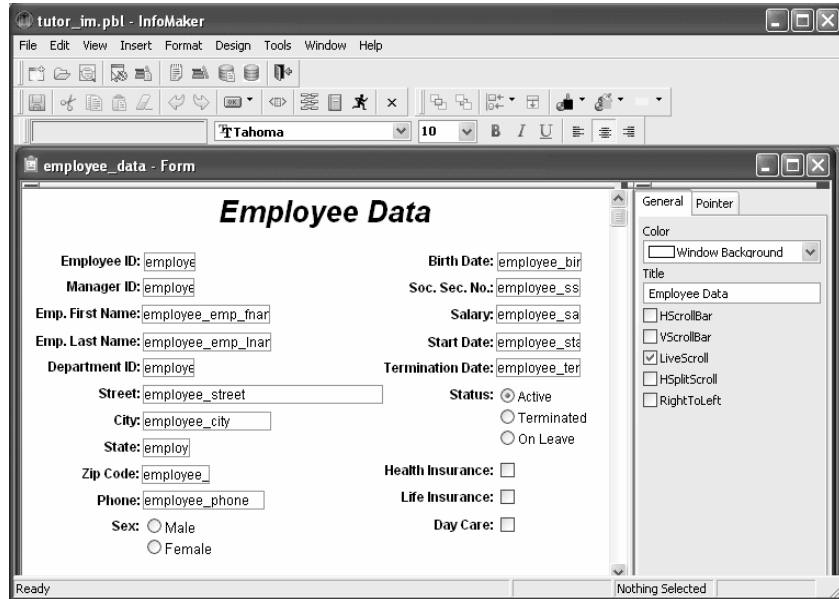 tutor_im.pbl - InfoMaker
File Edit View Insert Format Design Tools Window Help
Tahoma 10 B I U
employee_data - Form
Employee Data
Employee ID: employe
Manager ID: employe
Emp. First Name: employee_emp_fnar
Emp. Last Name: employee_emp_lnar
Department ID: employe
Street: employee_street
City: employee_city
State: employ
Zip Code: employee_
Phone: employee_phone
Sex: Male
Female
Birth Date: employee_bir
Soc. Sec. No.: employee_ss
Salary: employee_sa
Start Date: employee_sta
Termination Date: employee_ter
Status: Active
Terminated
On Leave
Health Insurance:
Life Insurance:
Day Care:
General Pointer
Color
Window Background
Title
Employee Data
HScrollBar
VScrollBar
LiveScroll
HSplitScroll
RightToLeft
Ready
Nothing Selected